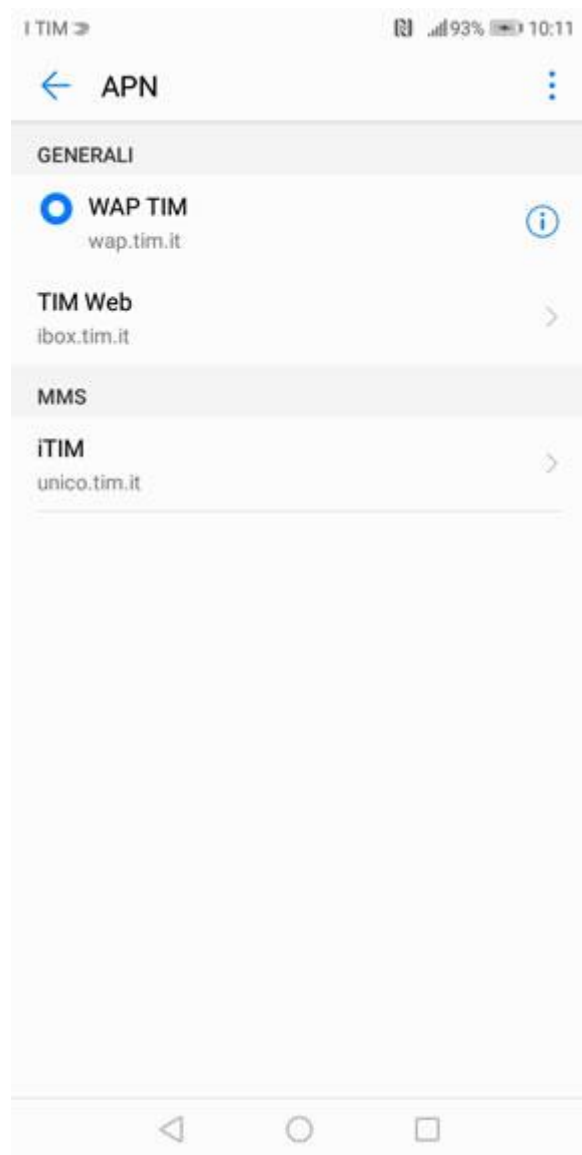 I TIM
93% 10:11
APN
GENERALI
WAP TIM
wap.tim.it
TIM Web
ibox.tim.it
MMS
iTIM
unico.tim.it